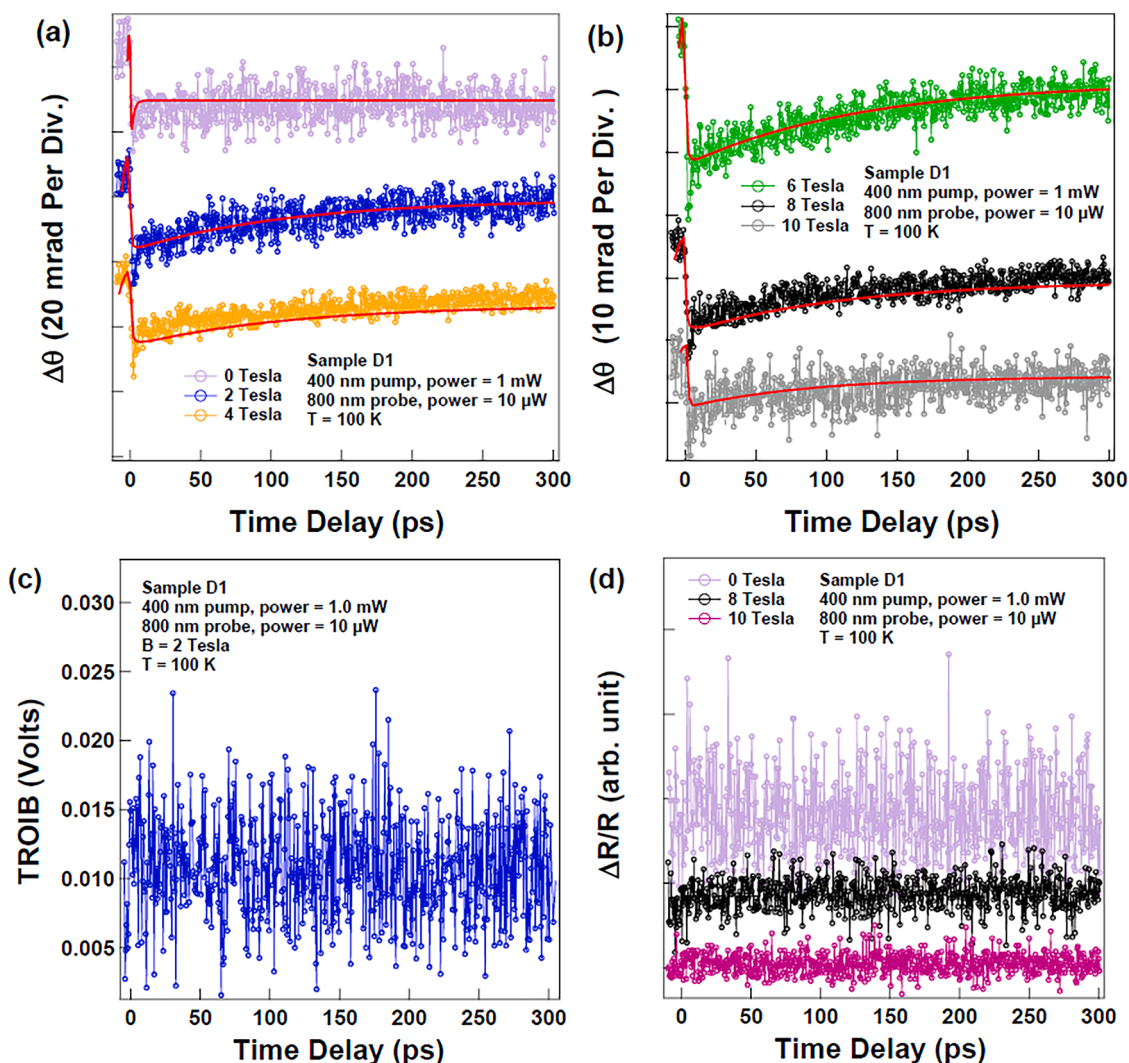 (a)
Δθ (20 mrad Per Div.)
0 Tesla
2 Tesla
4 Tesla
Sample D1
400 nm pump, power = 1 mW
800 nm probe, power = 10 µW
T = 100 K
0 50 100 150 200 250 300
Time Delay (ps)
(b)
Δθ (10 mrad Per Div. )
6 Tesla
8 Tesla
10 Tesla
Sample D1
400 nm pump, power = 1 mW
800 nm probe, power = 10 µW
T = 100 K
0 50 100 150 200 250 300
Time Delay (ps)
(c)
TROIB (Volts)
0.030
0.025
0.020
0.015
0.010
0.005
Sample D1
400 nm pump, power = 1.0 mW
800 nm probe, power = 10 µW
B = 2 Tesla
T = 100 K
0 50 100 150 200 250 300
Time Delay (ps)
(d)
ΔR/R (arb. unit)
0 Tesla
8 Tesla
10 Tesla
Sample D1
400 nm pump, power = 1.0 mW
800 nm probe, power = 10 µW
T = 100 K
0 50 100 150 200 250 300
Time Delay (ps)